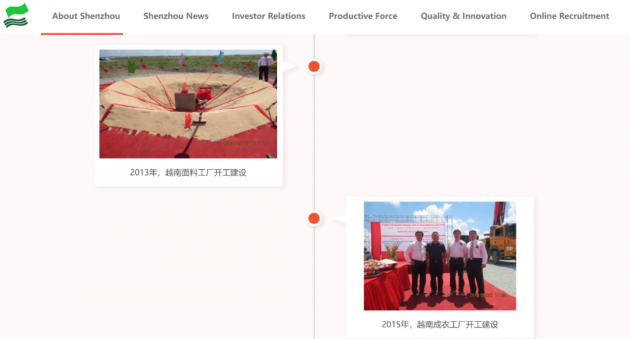 About Shenzhou
Shenzhou News
Investor Relations
Productive Force
Quality & Innovation
Online Recruitment
2013年，越南面料工厂开工建设
2015年，越南成衣工厂开工建设